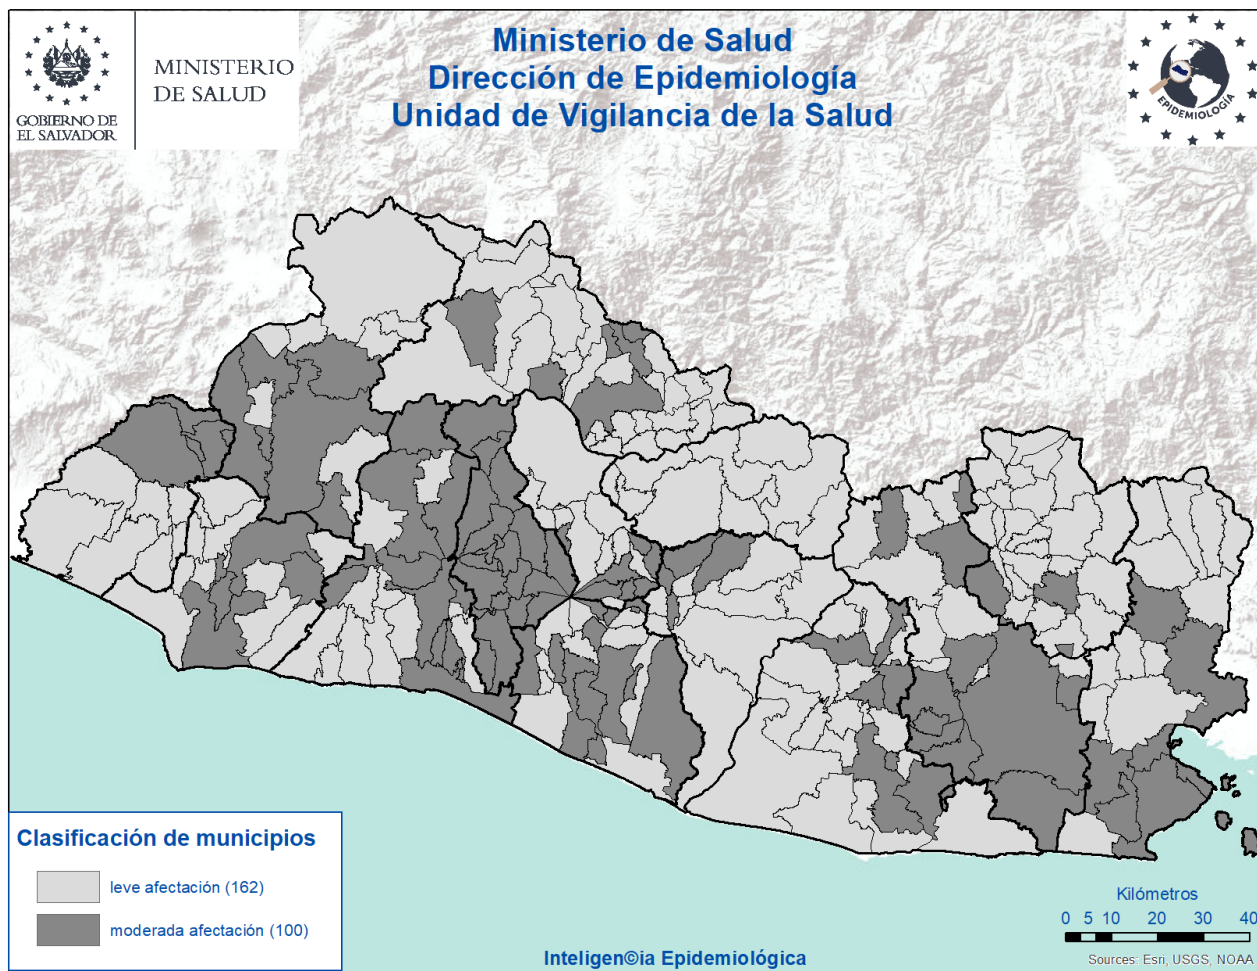 Ministerio de Salud
Dirección de Epidemiología
Unidad de Vigilancia de la Salud
MINISTERIO
DE SALUD
GOBIERNO DE
EL SALVADOR
EPIDEMIOLOGÍA
Clasificación de municipios
leve afectación (162)
moderada afectación (100)
Inteligen©ia Epidemiológica
Kilómetros
0 5 10 20 30 40
Sources: Esri, USGS, NOAA